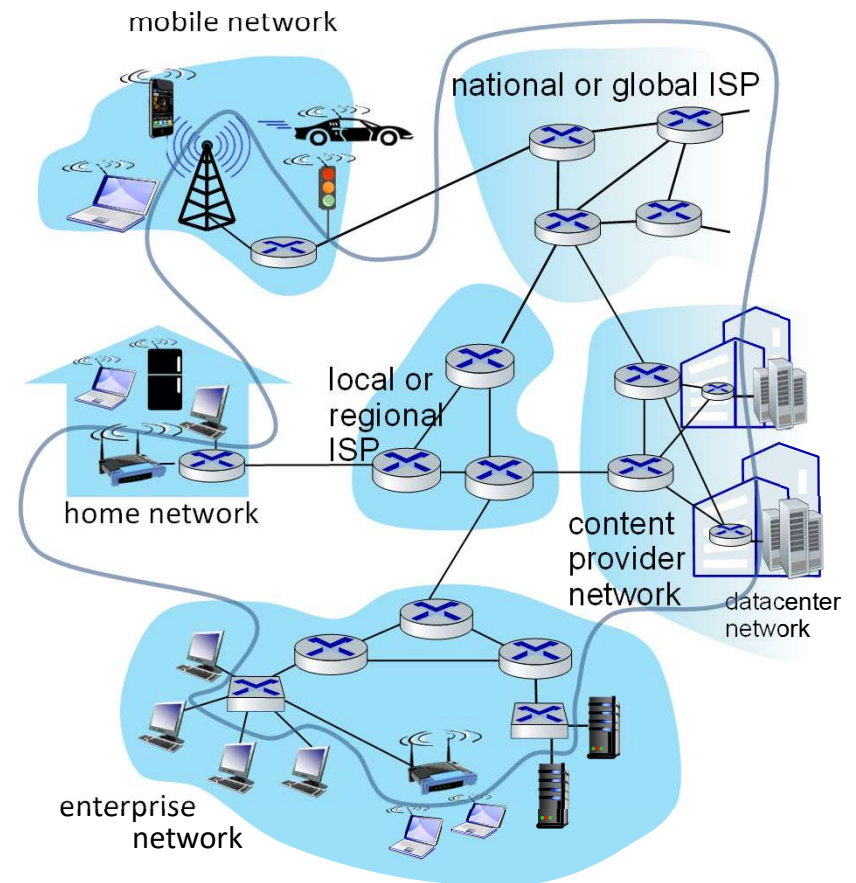 mobile network
national or global ISP
local or
regional
ISP
home network
content
provider
network
datacenter
network
enterprise
network